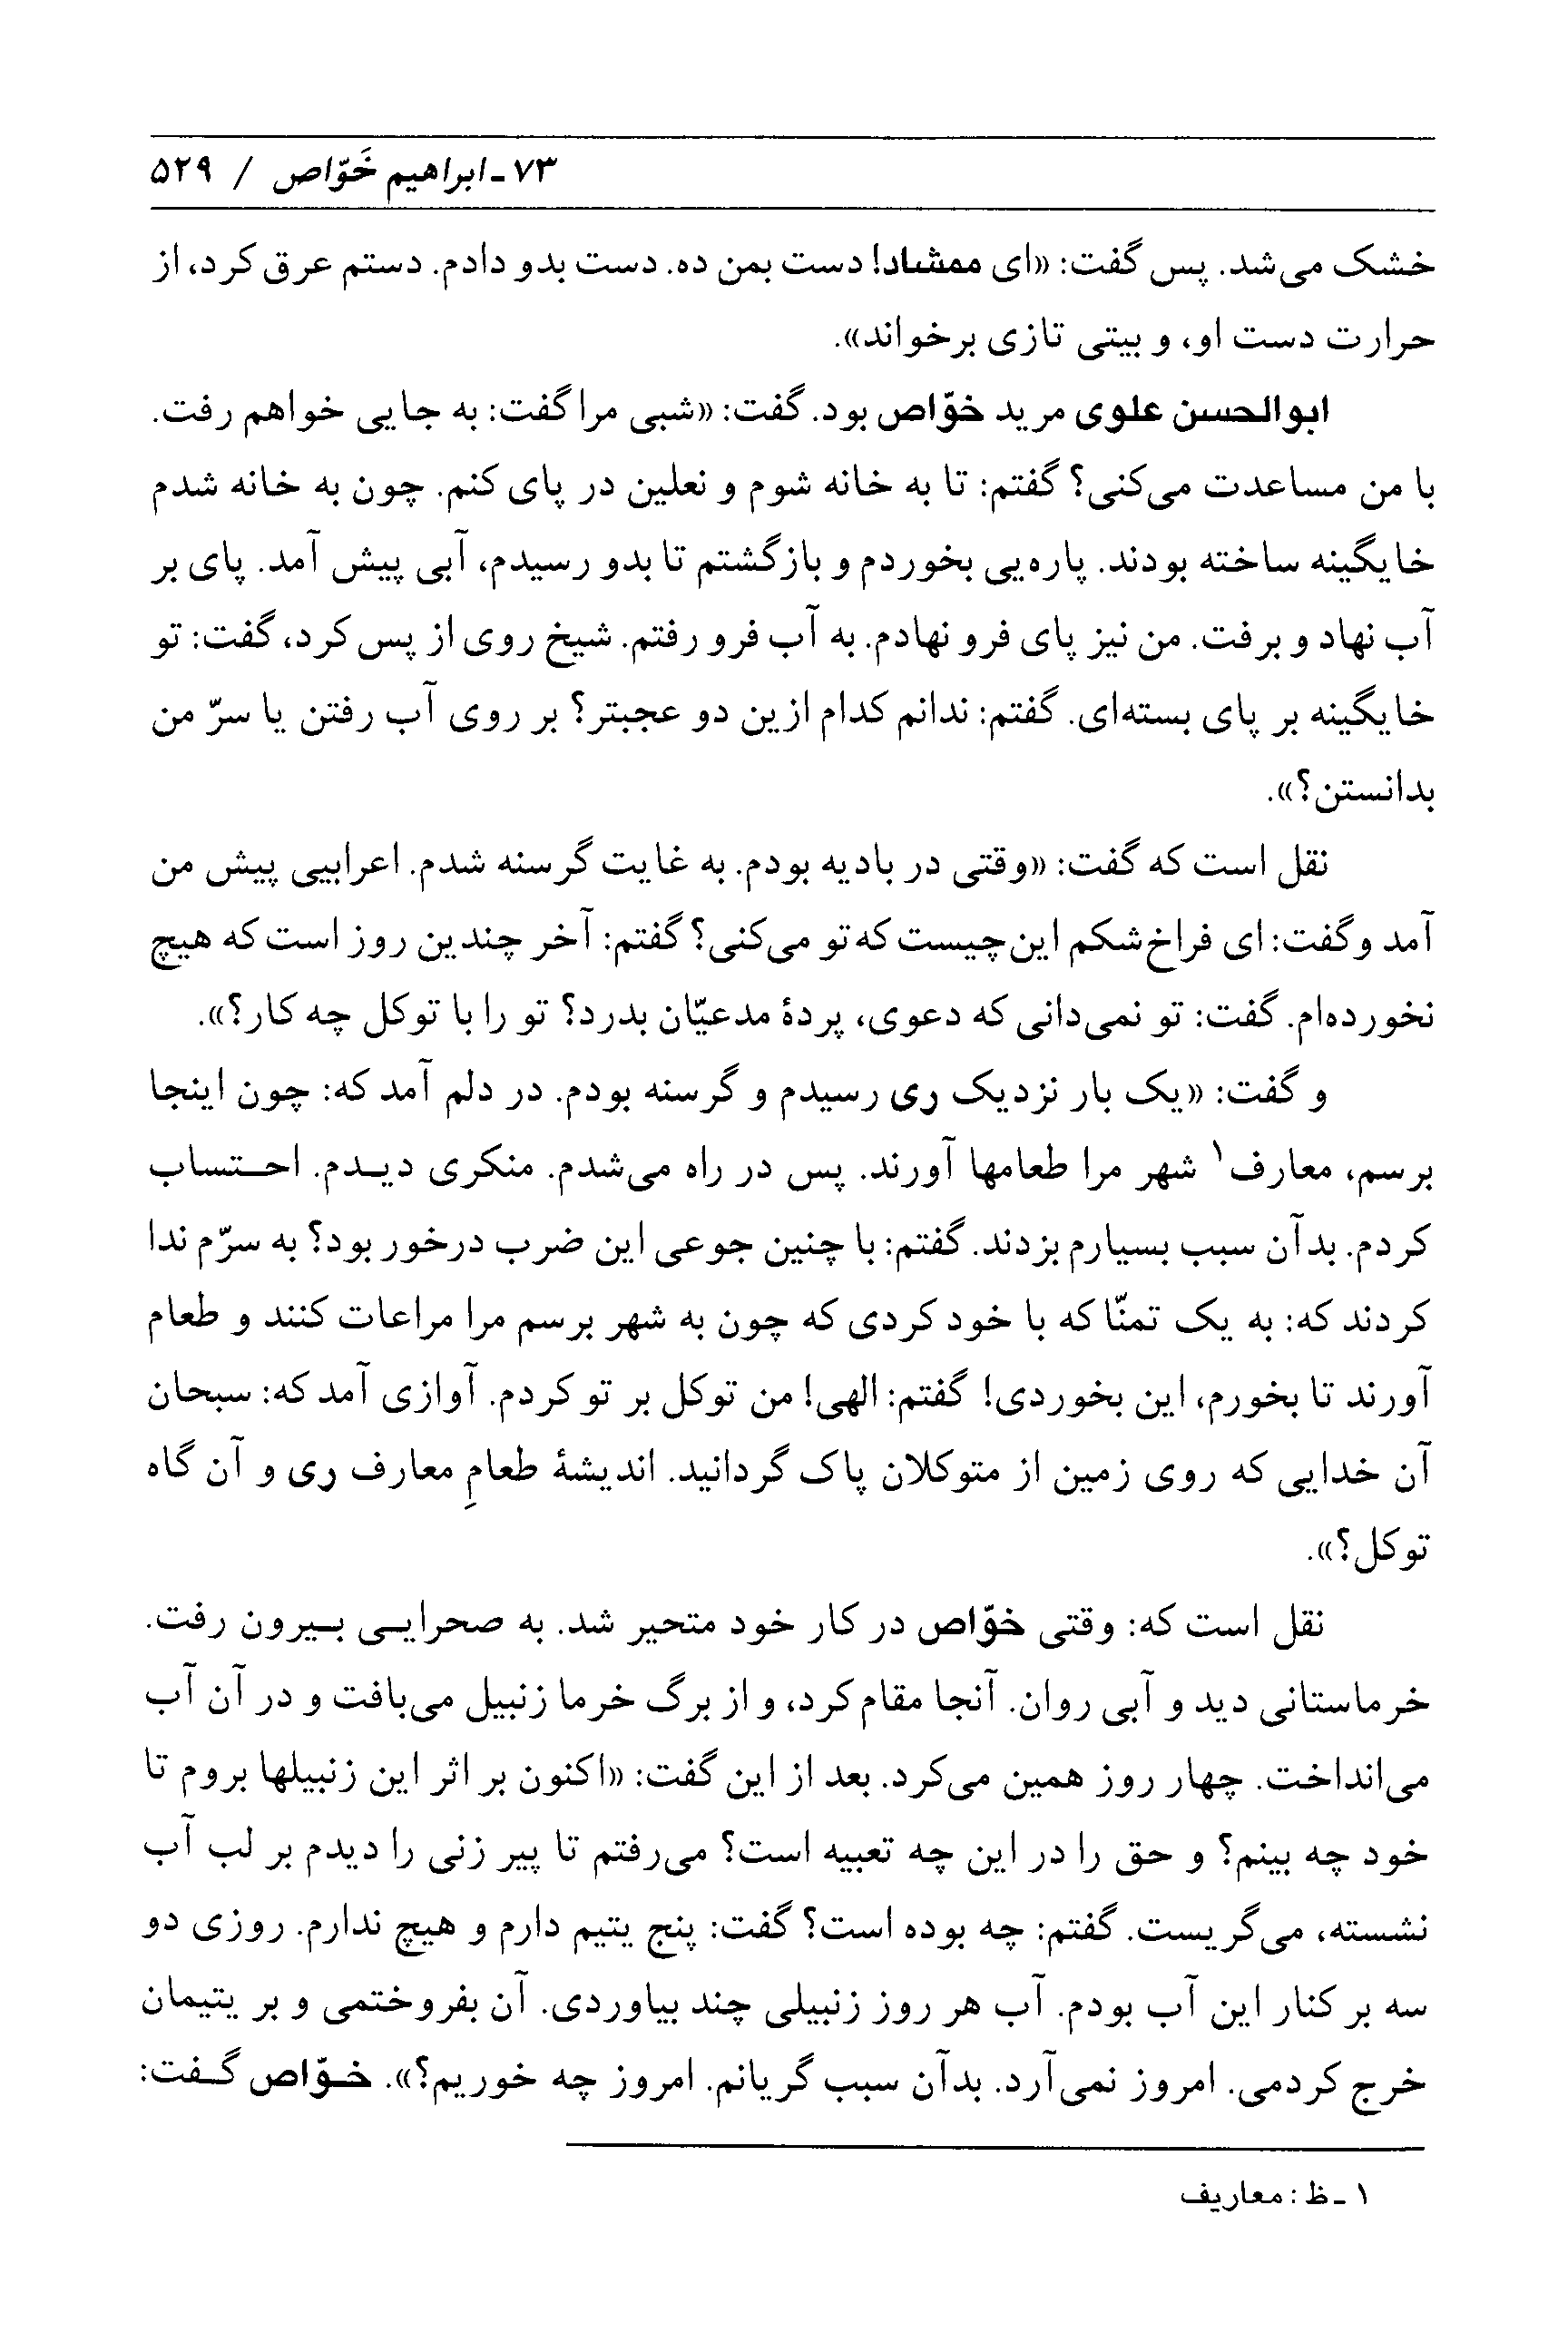 ۷۳ـ ابراهیم خَوّاص / ۵۲۹
خشک می‌شد. پس گفت: «ای ممشاد! دست بمن ده. دست بدو دادم. دستم عرق کرد، از
حرارت دست او، و بیتی تازی برخواند».
ابوالحسن علوی مرید خوّاص بود. گفت: «شبی مرا گفت: به جایی خواهم رفت.
با من مساعدت می‌کنی؟ گفتم: تا به خانه شوم و نعلین در پای کنم. چون به خانه شدم
خایگینه ساخته بودند. پاره‌یی بخوردم و بازگشتم تا بدو رسیدم، آبی پیش آمد. پای بر
آب نهاد و برفت. من نیز پای فرو نهادم. به آب فرو رفتم. شیخ روی از پس کرد، گفت: تو
خایگینه بر پای بسته‌ای. گفتم: ندانم کدام ازین دو عجبتر؟ بر روی آب رفتن یا سرّ من
بدانستن؟».
نقل است که گفت: «وقتی در بادیه بودم. به غایت گرسنه شدم. اعرابیی پیش من
آمد و گفت: ای فراخ‌شکم این چیست که تو می‌کنی؟ گفتم: آخر چندین روز است که هیچ
نخورده‌ام. گفت: تو نمی‌دانی که دعوی، پردهٔ مدعیّان بدرد؟ تو را با توکل چه کار؟».
و گفت: «یک بار نزدیک ری رسیدم و گرسنه بودم. در دلم آمد که: چون اینجا
برسم، معارف۱ شهر مرا طعامها آورند. پس در راه می‌شدم. منکری دیدم. احتساب
کردم. بدآن سبب بسیارم بزدند. گفتم: با چنین جوعی این ضرب درخور بود؟ به سرّم ندا
کردند که: به یک تمنّا که با خود کردی که چون به شهر برسم مرا مراعات کنند و طعام
آورند تا بخورم، این بخوردی! گفتم: الهی! من توکل بر تو کردم. آوازی آمد که: سبحان
آن خدایی که روی زمین از متوکلان پاک گردانید. اندیشهٔ طعامِ معارف ری و آن گاه
توکل؟».
نقل است که: وقتی خوّاص در کار خود متحیر شد. به صحرایی بیرون رفت.
خرماستانی دید و آبی روان. آنجا مقام کرد، و از برگ خرما زنبیل می‌بافت و در آن آب
می‌انداخت. چهار روز همین می‌کرد. بعد از این گفت: «اکنون بر اثر این زنبیلها بروم تا
خود چه بینم؟ و حق را در این چه تعبیه است؟ می‌رفتم تا پیر زنی را دیدم بر لب آب
نشسته، می‌گریست. گفتم: چه بوده است؟ گفت: پنج یتیم دارم و هیچ ندارم. روزی دو
سه بر کنار این آب بودم. آب هر روز زنبیلی چند بیاوردی. آن بفروختمی و بر یتیمان
خرج کردمی. امروز نمی‌آرد. بدآن سبب گریانم. امروز چه خوریم؟». خوّاص گفت:
۱ ـ ظ : معاریف